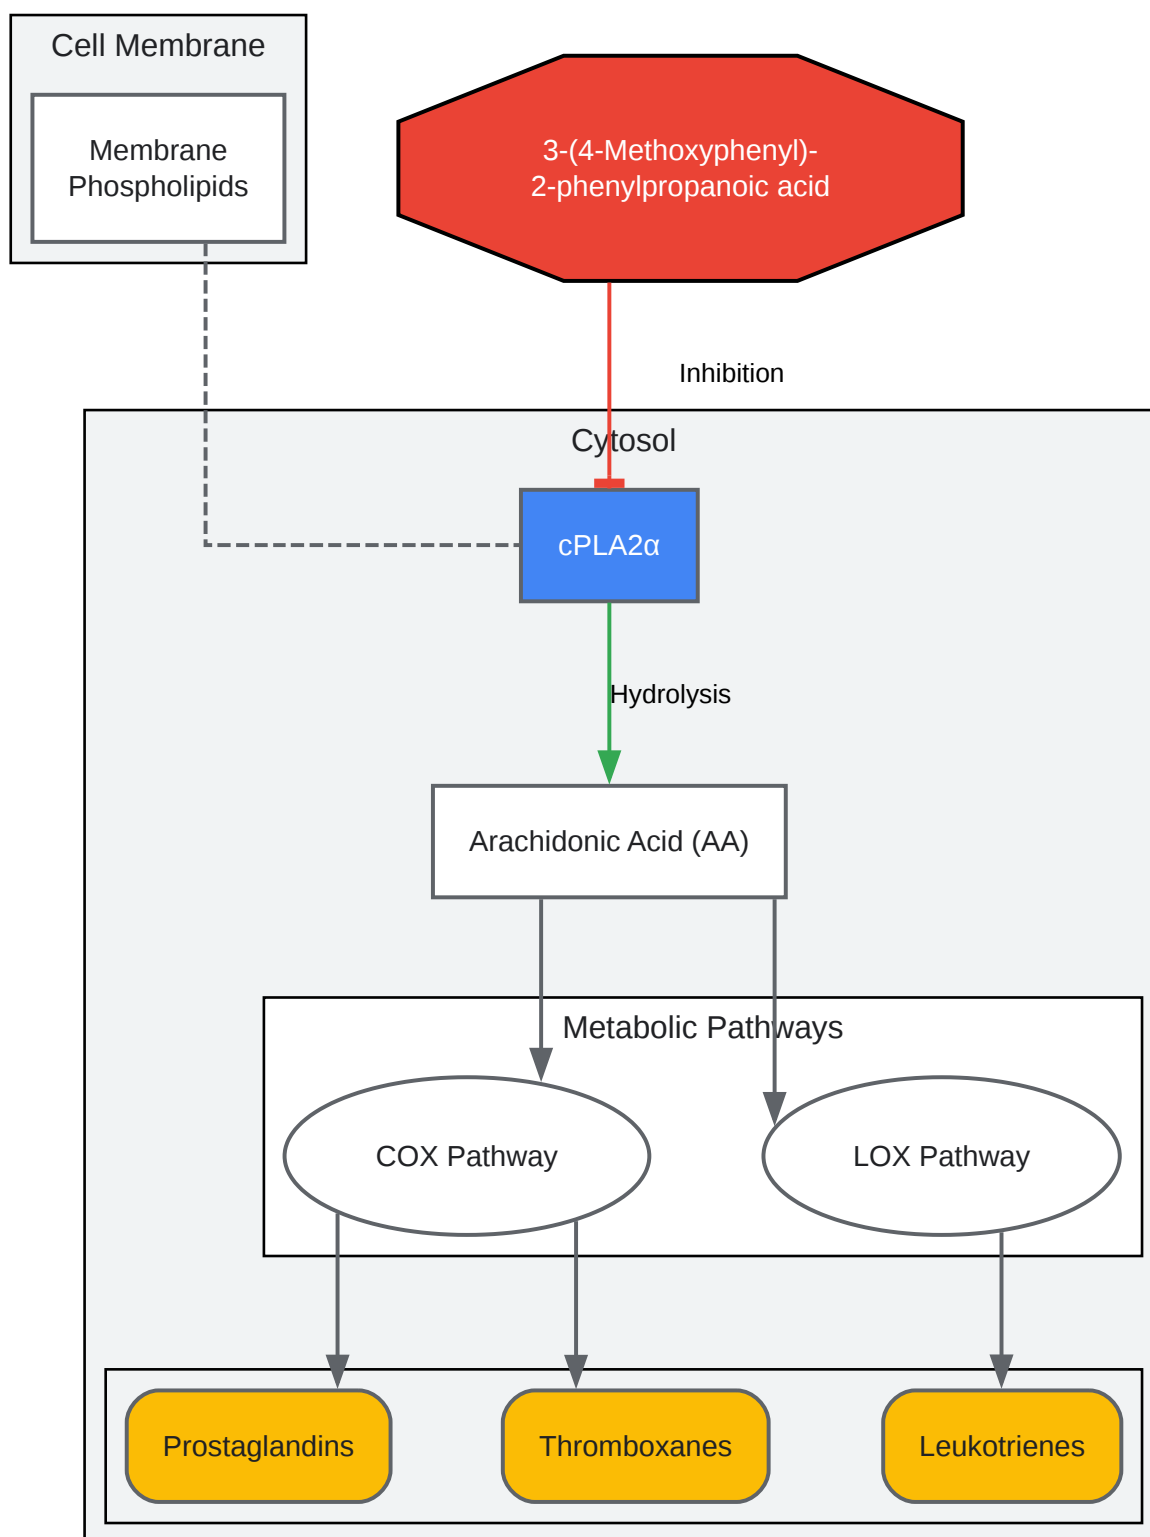 Cell Membrane
Membrane
Phospholipids
3-(4-Methoxyphenyl)-
2-phenylpropanoic acid
Inhibition
Cytosol
cPLA2α
Hydrolysis
Arachidonic Acid (AA)
Metabolic Pathways
COX Pathway
LOX Pathway
Prostaglandins
Thromboxanes
Leukotrienes